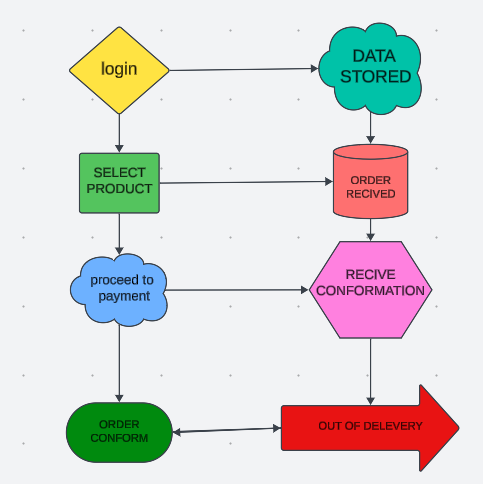 login
DATA
STORED
SELECT
PRODUCT
ORDER
RECIVED
proceed to
payment
RECIVE
CONFORMATION
ORDER
CONFORM
OUT OF DELEVERY